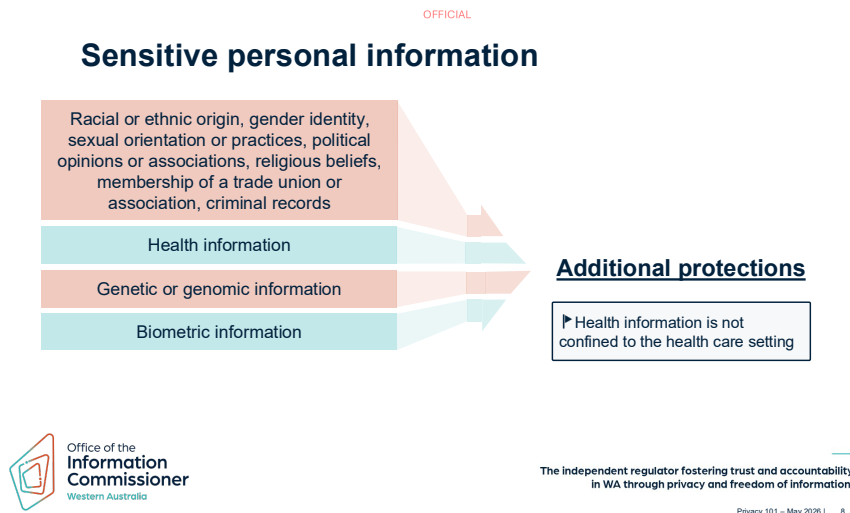 OFFICIAL
Sensitive personal information
Racial or ethnic origin, gender identity,
sexual orientation or practices, political
opinions or associations, religious beliefs,
membership of a trade union or
association, criminal records
Health information
Genetic or genomic information
Biometric information
Additional protections
Health information is not
confined to the health care setting
Office of the
Information
Commissioner
Western Australia
The independent regulator fostering trust and accountability
in WA through privacy and freedom of information
Privacy 101 – May 2026 | 8